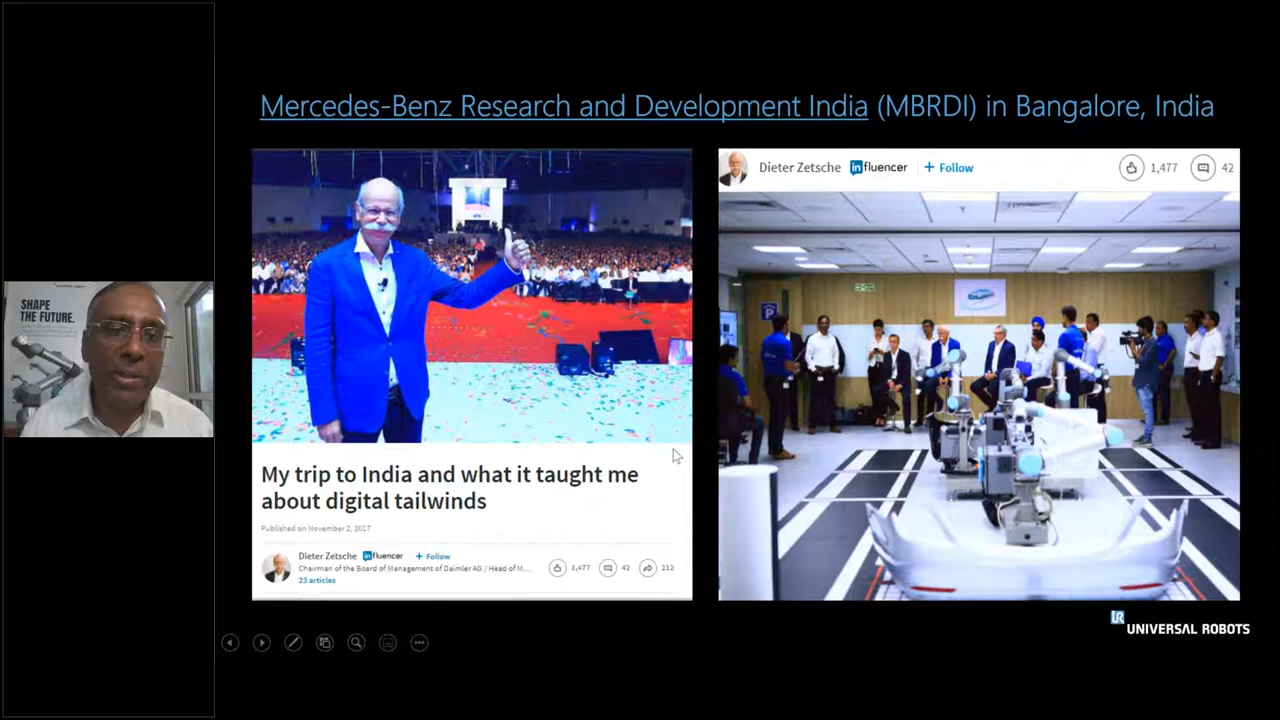 SHAPE
THE FUTURE.
Mercedes-Benz Research and Development India (MBRDI) in Bangalore, India
My trip to India and what it taught me
about digital tailwinds
Published on November 2, 2017
Dieter Zetsche influencer + Follow
Chairman of the Board of Management of Daimler AG / Head of M...
23 articles
1,477 42 212
Dieter Zetsche influencer + Follow 1,477 42
P
UR
UNIVERSAL ROBOTS